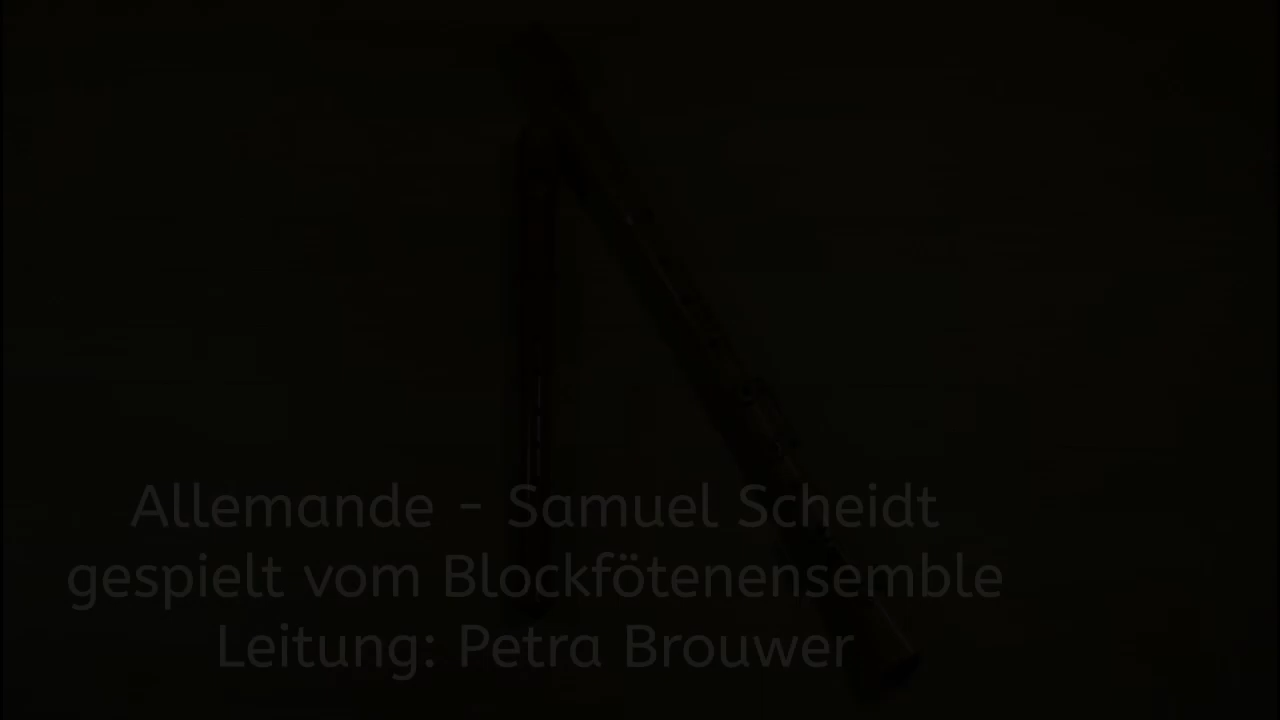 Allemande - Samuel Scheidt
gespielt vom Blockfötenensemble
Leitung: Petra Brouwer